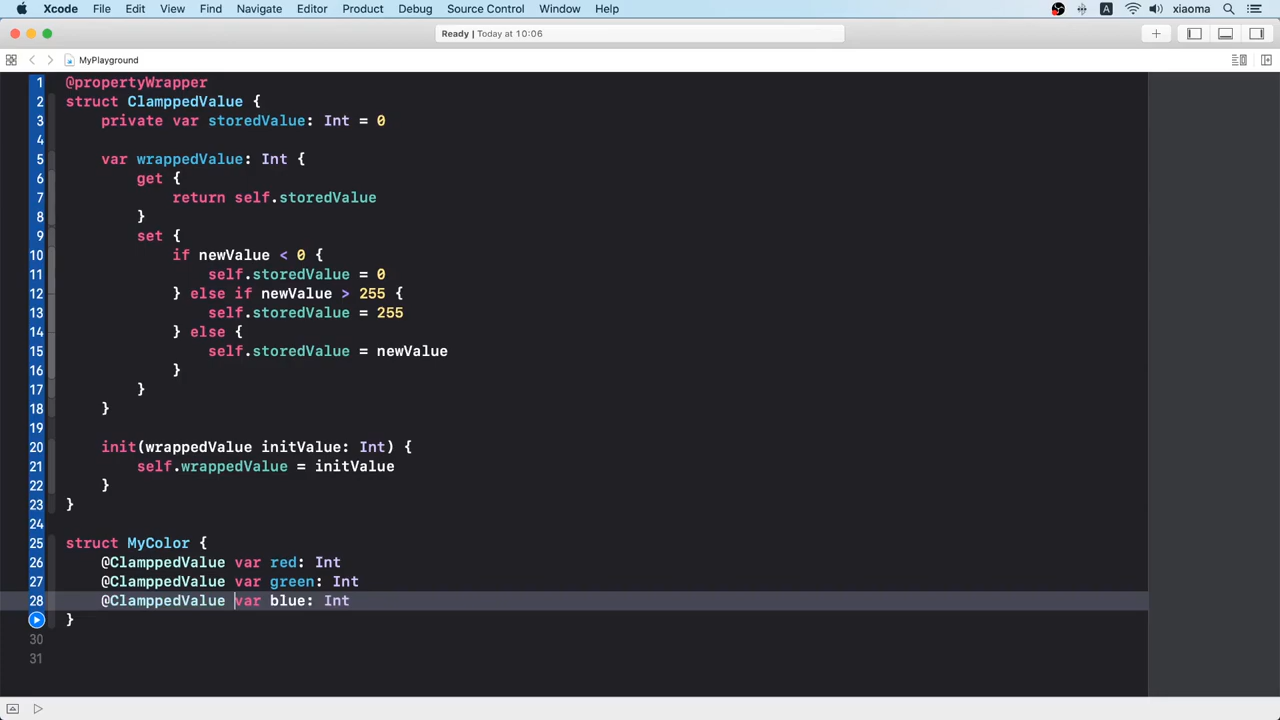 Xcode File Edit View Find Navigate Editor Product Debug Source Control Window Help A xiaoma
Ready | Today at 10:06
MyPlayground
1 @propertyWrapper
2 struct ClamppedValue {
3 private var storedValue: Int = 0
4
5 var wrappedValue: Int {
6 get {
7 return self.storedValue
8 }
9 set {
10 if newValue < 0 {
11 self.storedValue = 0
12 } else if newValue > 255 {
13 self.storedValue = 255
14 } else {
15 self.storedValue = newValue
16 }
17 }
18 }
19
20 init(wrappedValue initValue: Int) {
21 self.wrappedValue = initValue
22 }
23 }
24
25 struct MyColor {
26 @ClamppedValue var red: Int
27 @ClamppedValue var green: Int
28 @ClamppedValue var blue: Int
}
30
31